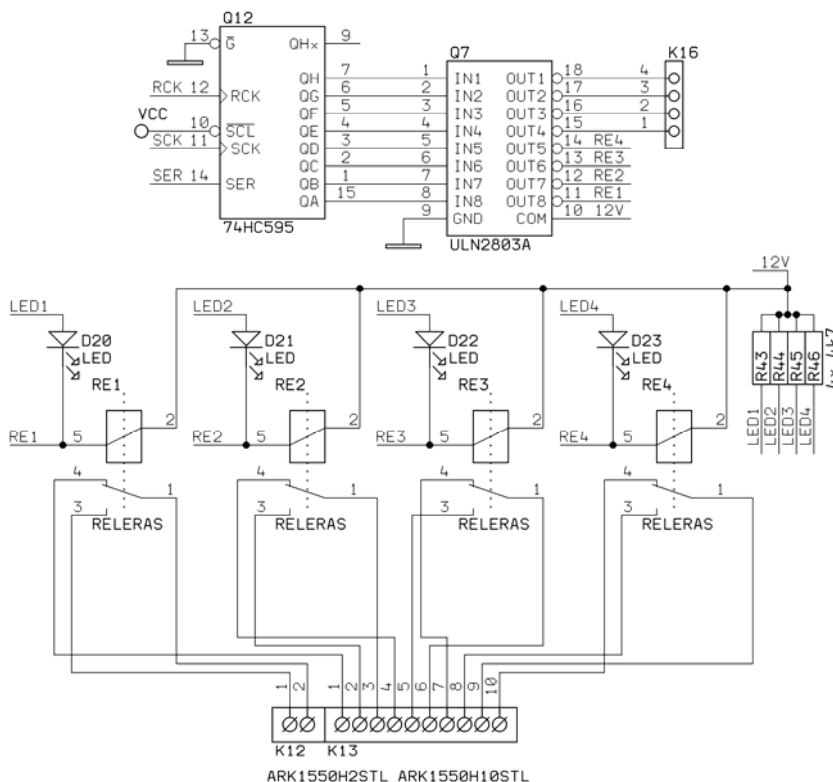 Q12
13 G QHx 9
QH 7
RCK 12 RCK QG 6
VCC QF 5
10 SCL QE 4
SCK 11 SCK QD 3
QC 2
SER 14 SER QB 1
QA 15
74HC595
Q7
1 IN1 OUT1 18
2 IN2 OUT2 17
3 IN3 OUT3 16
4 IN4 OUT4 15
5 IN5 OUT5 14 RE4
6 IN6 OUT6 13 RE3
7 IN7 OUT7 12 RE2
8 IN8 OUT8 11 RE1
9 GND COM 10 12V
ULN2803A
K16
4
3
2
1
12V
LED1 LED2 LED3 LED4
D20 D21 D22 D23
LED LED LED LED
RE1 RE2 RE3 RE4
R43 R44 R45 R46
4x 4k7
LED1 LED2 LED3 LED4
2 2 2 2
RE1 5 RE2 5 RE3 5 RE4 5
4 1 4 1 4 1 4 1
3 3 3 3
RELERAS RELERAS RELERAS RELERAS
1 2 1 2 3 4 5 6 7 8 9 10
K12 K13
ARK1550H2STL ARK1550H10STL